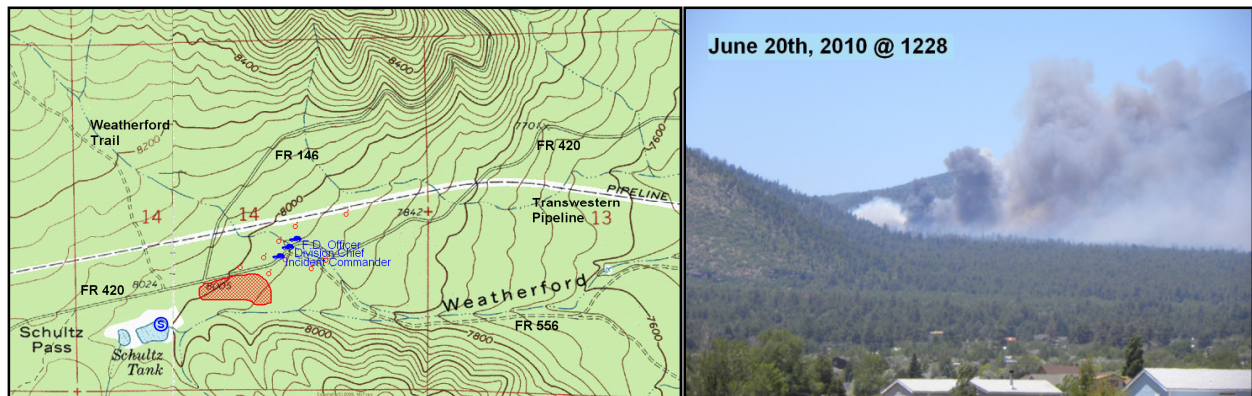 8400
8400
Weatherford
Trail
8200
FR 146
7701
FR 420
7600
PIPELINE
Transwestern
Pipeline
14
14
8000
7842
13
F.D. Officer
Division Chief
Incident Commander
8024
8005
FR 420
Weatherford
S
Schultz
Pass
Schultz
Tank
8000
FR 556
7800
7600
June 20th, 2010 @ 1228